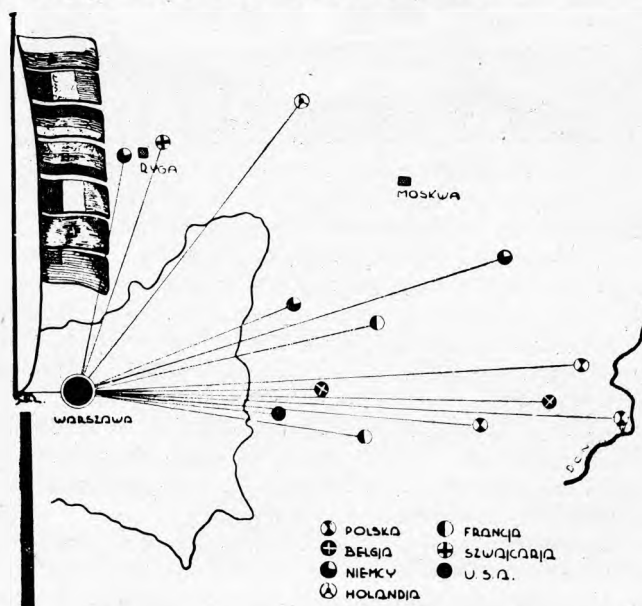 RYGA
MOSKWA
WARSZAWA
DON
POLSKA
BELGJA
NIEMCY
HOLANDJA
FRANCJA
SZWAJCARJA
U.S.A.